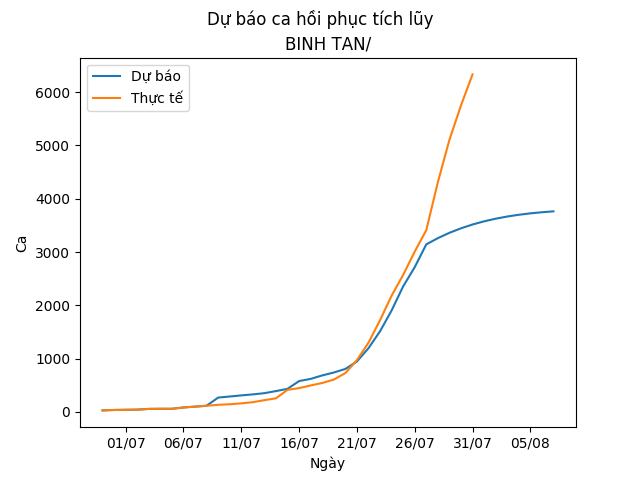 Dự báo ca hồi phục tích lũy
BINH TAN/
Dự báo
Thực tế
6000
5000
4000
3000
2000
1000
0
Ca
01/07 06/07 11/07 16/07 21/07 26/07 31/07 05/08
Ngày